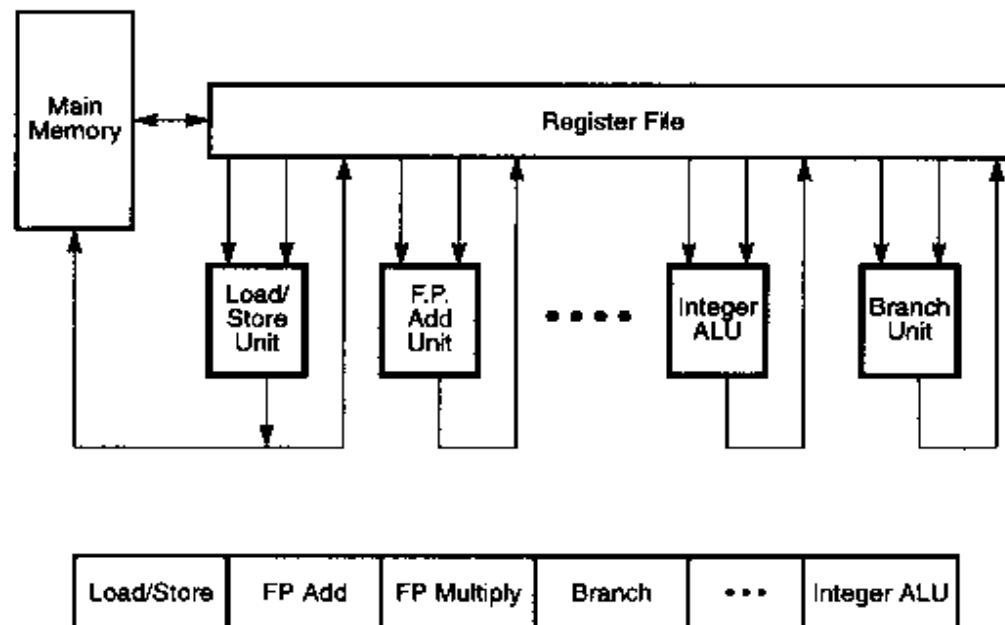 Main
Memory
Register File
Load/
Store
Unit
F.P.
Add
Unit
Integer
ALU
Branch
Unit
Load/Store FP Add FP Multiply Branch ••• Integer ALU